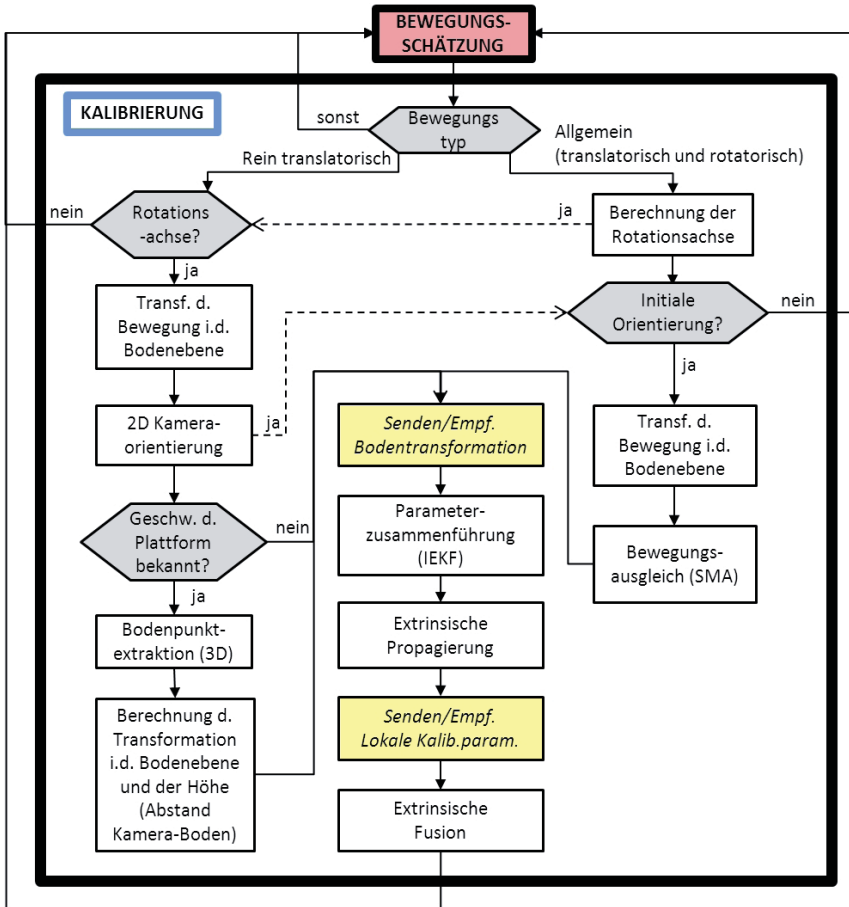 BEWEGUNGS-
SCHÄTZUNG
KALIBRIERUNG
sonst
Bewegungs
typ
Allgemein
(translatorisch und rotatorisch)
Rein translatorisch
nein
Rotations
-achse?
ja
Berechnung der
Rotationsachse
ja
Transf. d.
Bewegung i.d.
Bodenebene
Initiale
Orientierung?
nein
ja
2D Kamera-
orientierung
ja
Senden/Empf.
Bodentransformation
Transf. d.
Bewegung i.d.
Bodenebene
Geschw. d.
Plattform
bekannt?
nein
Parameter-
zusammenführung
(IEKF)
Bewegungs-
ausgleich (SMA)
ja
Bodenpunkt-
extraktion (3D)
Extrinsische
Propagierung
Berechnung d.
Transformation
i.d. Bodenebene
und der Höhe
(Abstand
Kamera-Boden)
Senden/Empf.
Lokale Kalib.param.
Extrinsische
Fusion